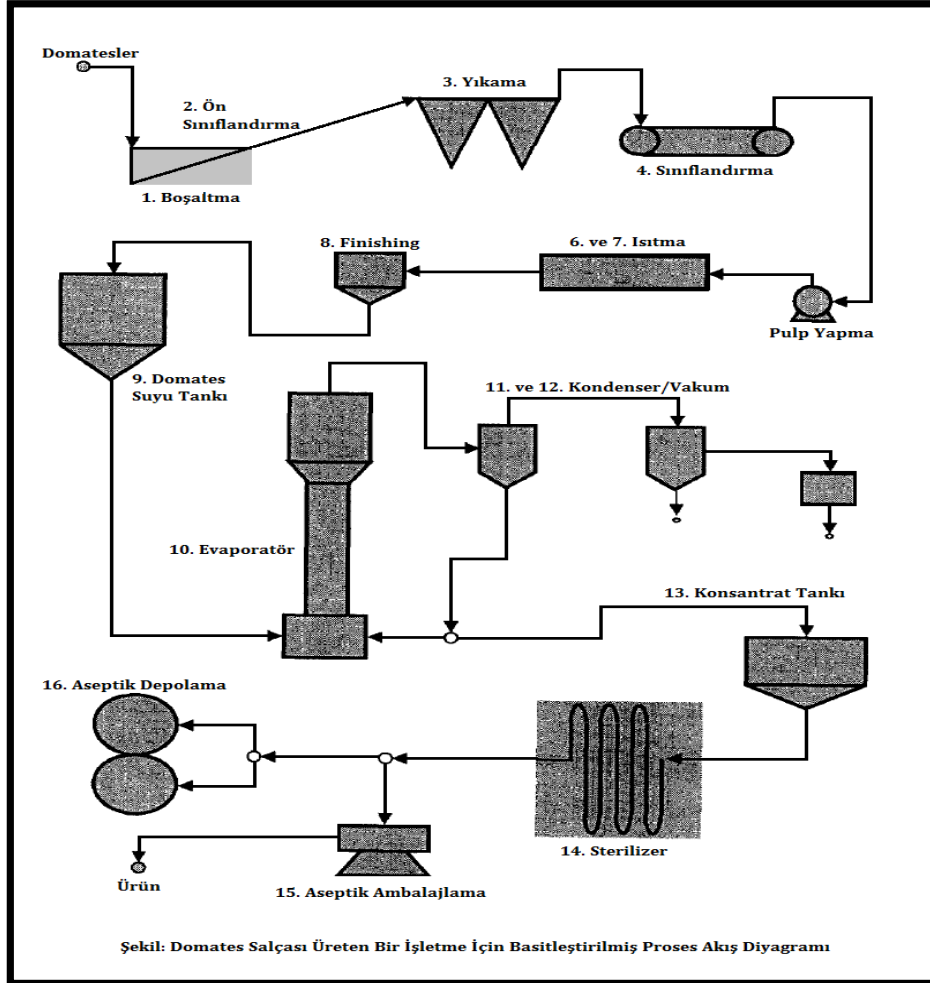 Domatesler
2. Ön
Sınıflandırma
3. Yıkama
1. Boşaitma
4. Sınıflandırma
8. Finishing
6. ve 7. Isıtma
Pulp Yapma
9. Domates
Suyu Tankı
11. ve 12. Kondenser/Vakum
10. Evaporatör
13. Konsantrat Tankı
16. Aseptik Depolama
14. Sterilizer
Ürün
15. Aseptik Ambalajlama
Şekil: Domates Salçası Üreten Bir İşletme İçin Basitleştirilmiş Proses Akış Diyagramı